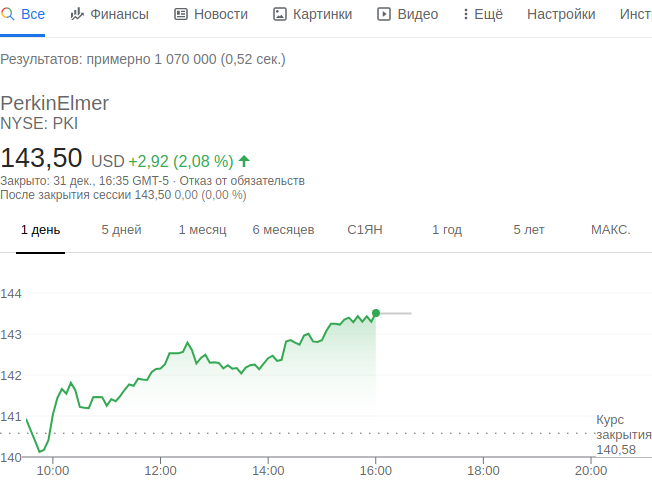 Все Финансы Новости Картинки Видео Ещё Настройки Инст
Результатов: примерно 1 070 000 (0,52 сек.)
PerkinElmer
NYSE: PKI
143,50 USD +2,92 (2,08 %)
Закрыто: 31 дек., 16:35 GMT-5 · Отказ от обязательств
После закрытия сессии 143,50 0,00 (0,00 %)
1 день 5 дней 1 месяц 6 месяцев С1ЯН 1 год 5 лет МАКС.
144
143
142
141
140
Курс
закрытия
140,58
10:00 12:00 14:00 16:00 18:00 20:00